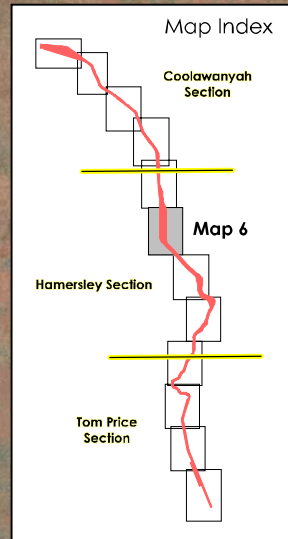 Map Index
Coolawanyah
Section
Map 6
Hamersley Section
Tom Price
Section